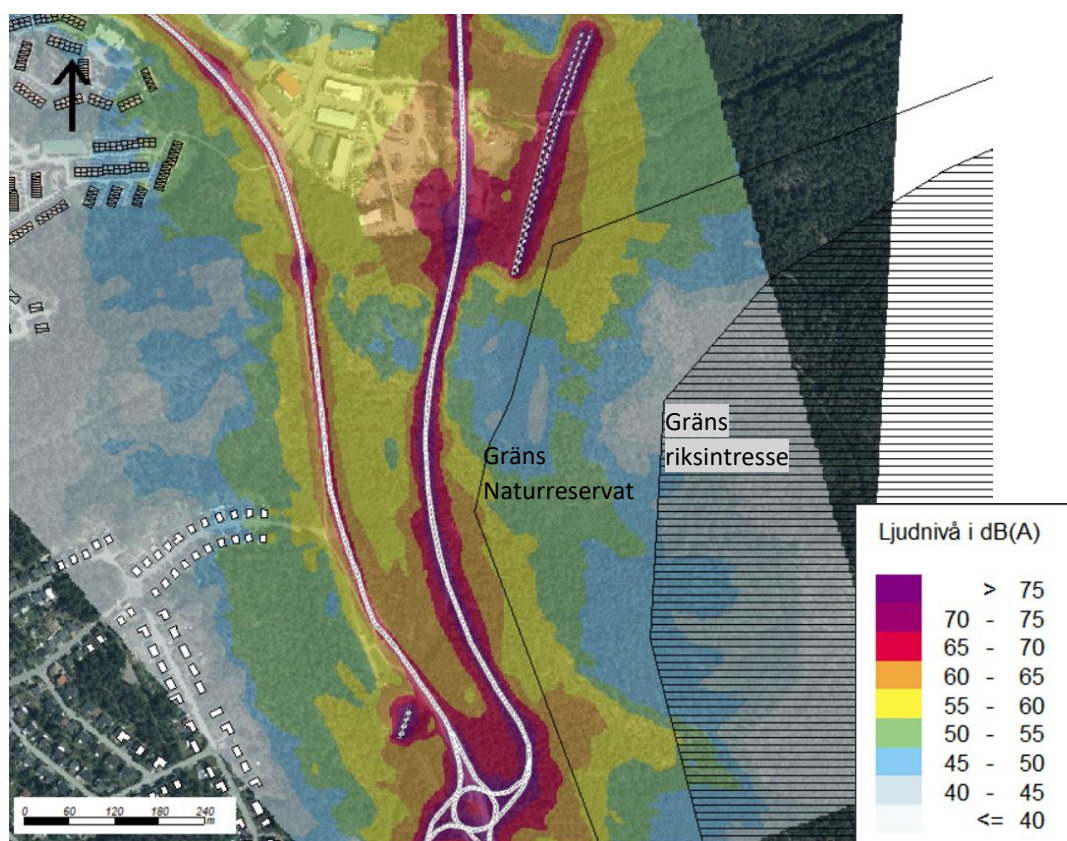 Gräns
riksintresse
Gräns
Naturreservat
Ljudnivå i dB(A)
> 75
70 - 75
65 - 70
60 - 65
55 - 60
50 - 55
45 - 50
40 - 45
<= 40
0 60 120 180 240
m